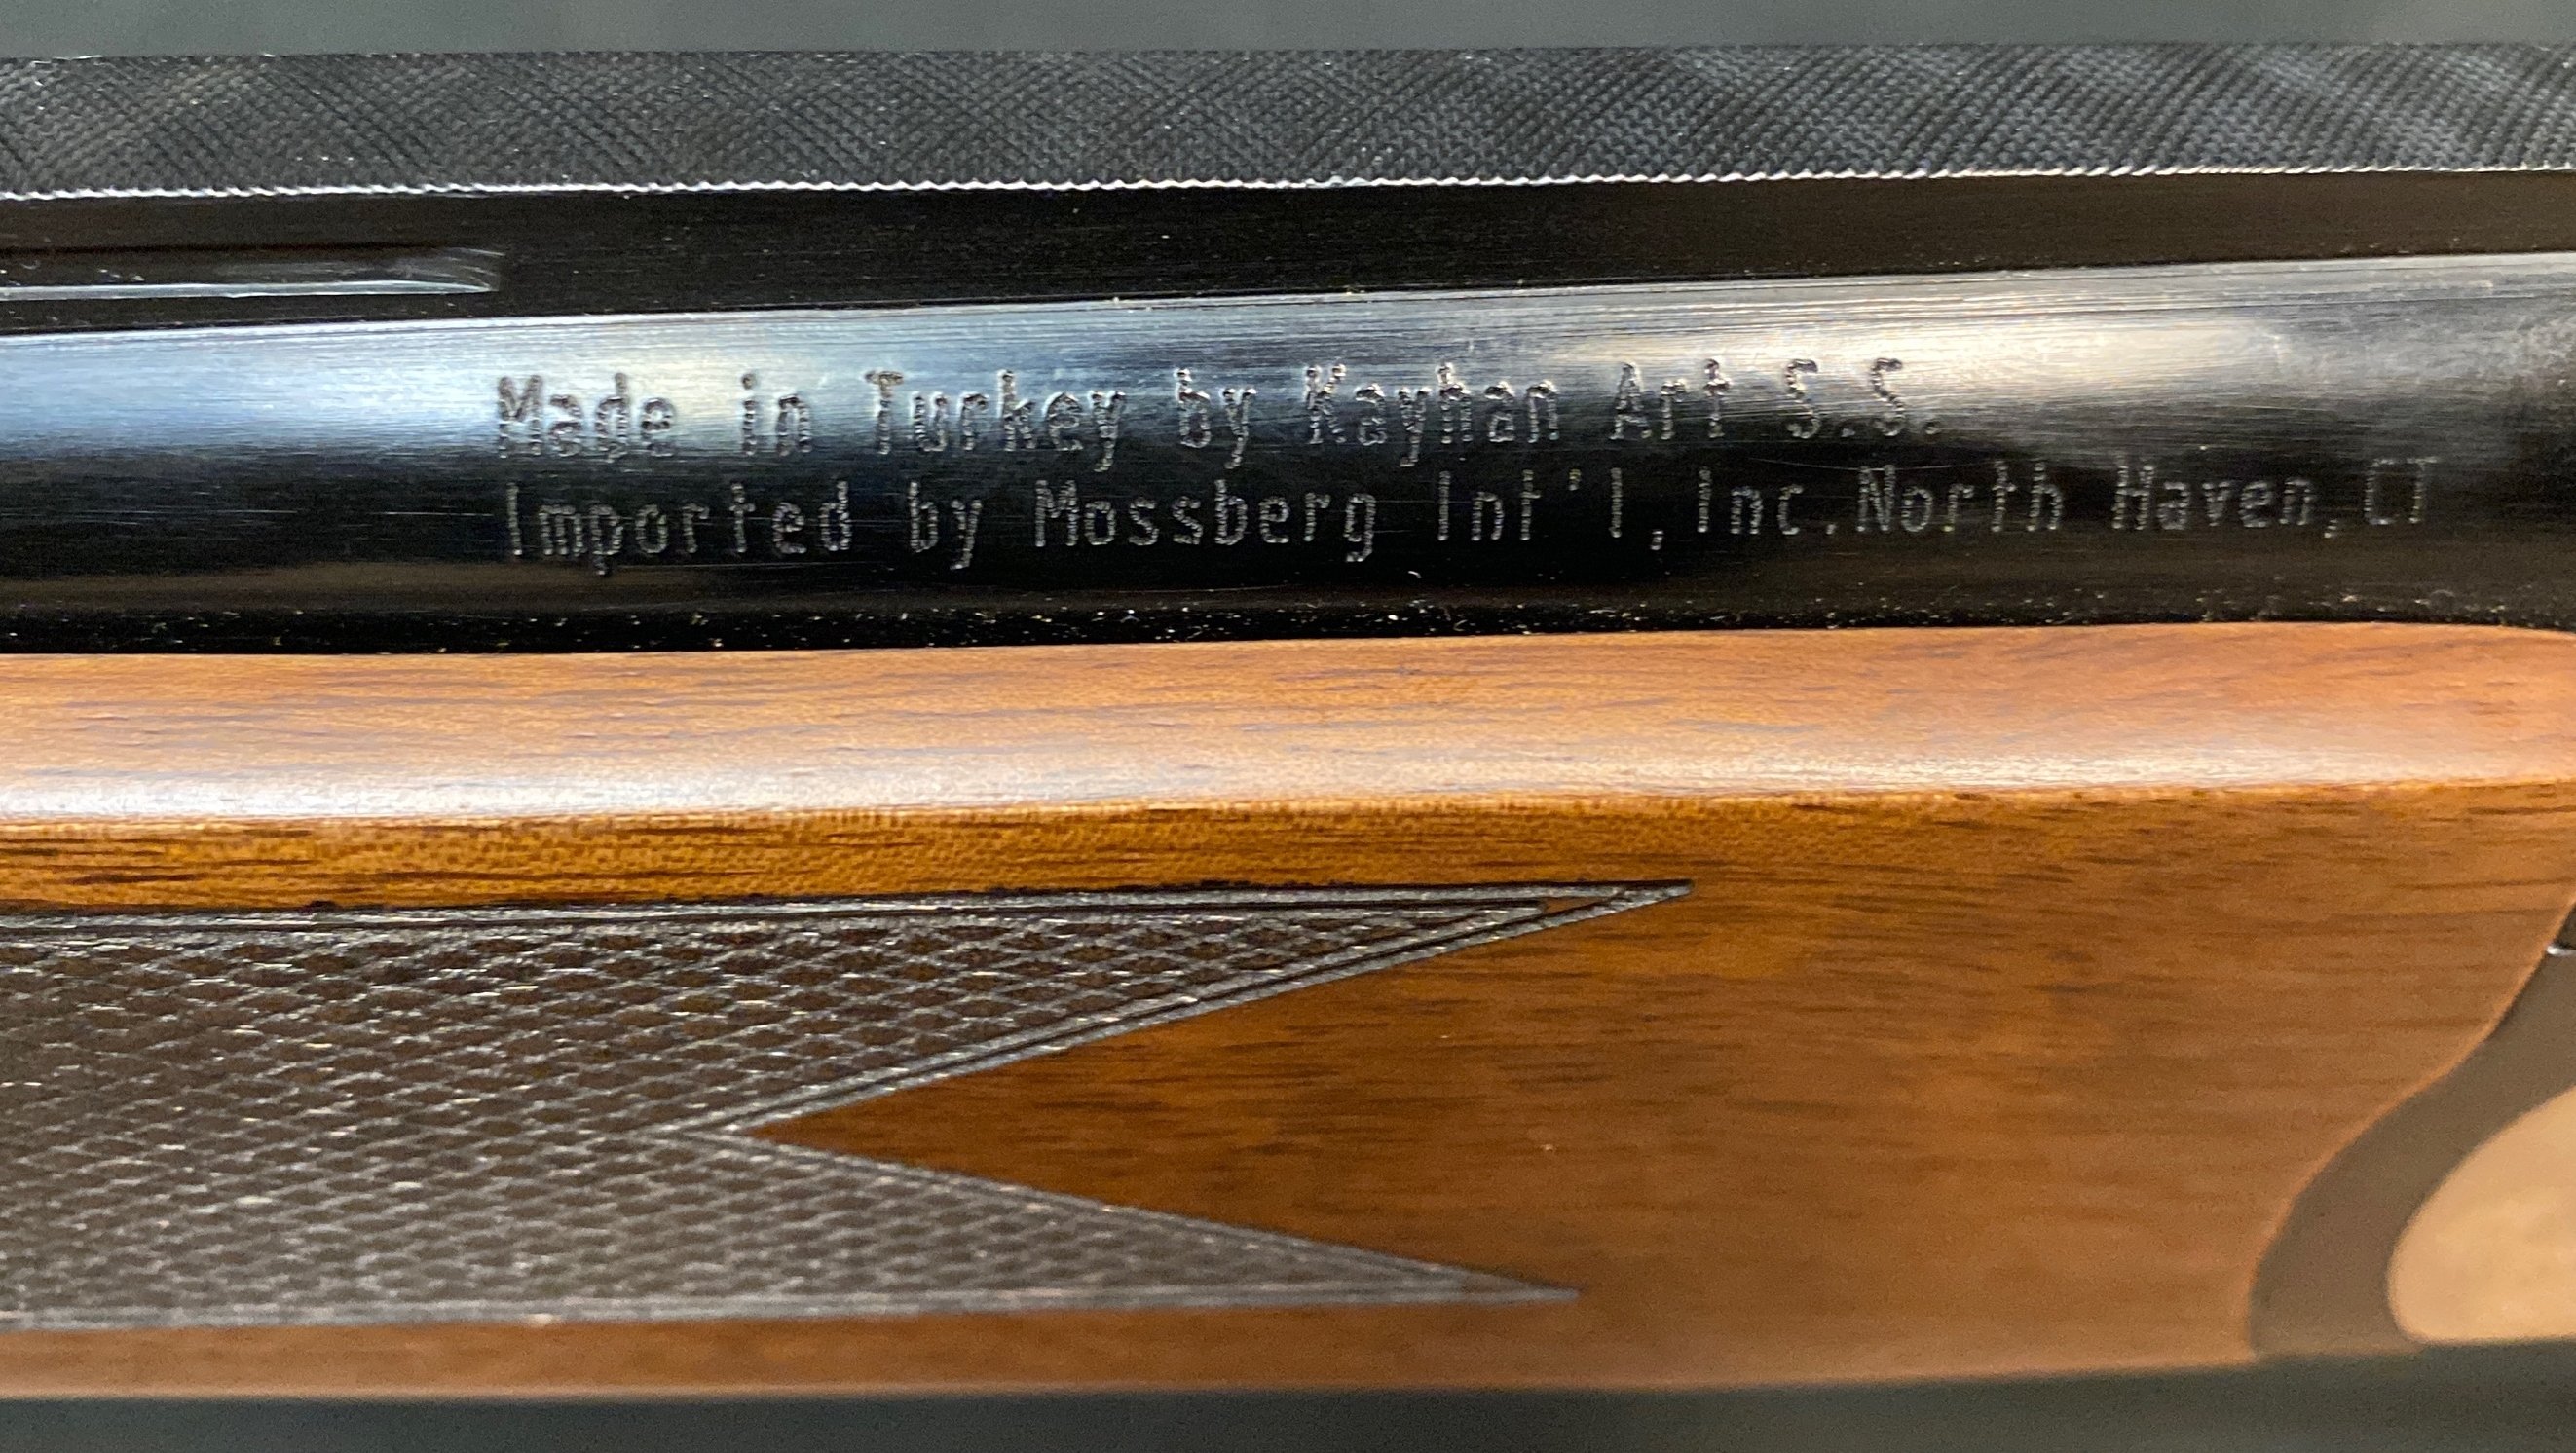 Made in Turkey by Kayhan Art S.S.
Imported by Mossberg Int'l, Inc.North Haven,CT